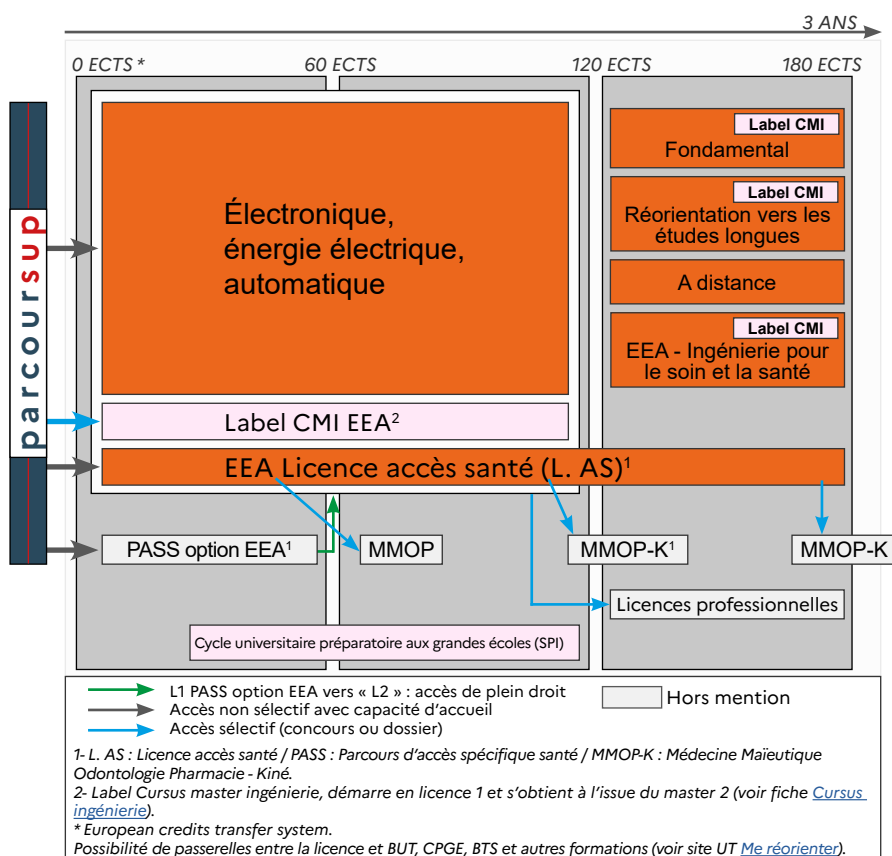 3 ANS
0 ECTS *
60 ECTS
120 ECTS
180 ECTS
parcoursup
Électronique,
énergie électrique,
automatique
Label CMI
Fondamental
Label CMI
Réorientation vers les
études longues
A distance
Label CMI
EEA - Ingénierie pour
le soin et la santé
Label CMI EEA²
EEA Licence accès santé (L. AS)¹
PASS option EEA¹
MMOP
MMOP-K¹
MMOP-K
Licences professionnelles
Cycle universitaire préparatoire aux grandes écoles (SPI)
L1 PASS option EEA vers « L2 » : accès de plein droit
Accès non sélectif avec capacité d'accueil
Accès sélectif (concours ou dossier)
Hors mention
1- L. AS : Licence accès santé / PASS : Parcours d'accès spécifique santé / MMOP-K : Médecine Maïeutique
Odontologie Pharmacie - Kiné.
2- Label Cursus master ingénierie, démarre en licence 1 et s'obtient à l'issue du master 2 (voir fiche Cursus
ingénierie).
* European credits transfer system.
Possibilité de passerelles entre la licence et BUT, CPGE, BTS et autres formations (voir site UT Me réorienter).